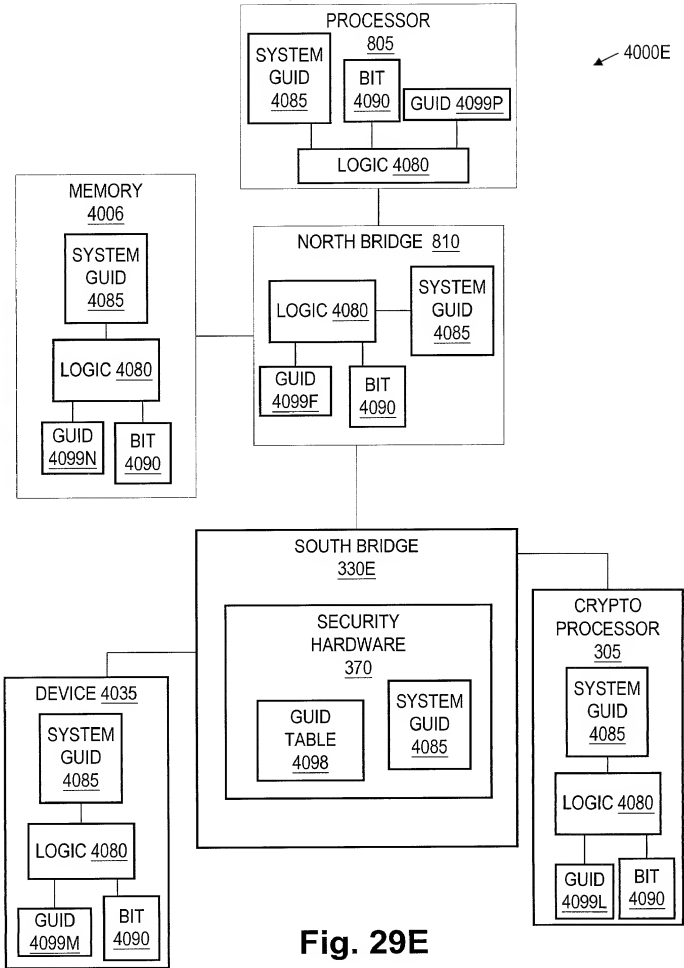 PROCESSOR
805
SYSTEM
GUID
4085
BIT
4090
GUID 4099P
LOGIC 4080
4000E
MEMORY
4006
SYSTEM
GUID
4085
LOGIC 4080
GUID
4099N
BIT
4090
NORTH BRIDGE 810
LOGIC 4080
SYSTEM
GUID
4085
GUID
4099F
BIT
4090
SOUTH BRIDGE
330E
SECURITY
HARDWARE
370
GUID
TABLE
4098
SYSTEM
GUID
4085
CRYPTO
PROCESSOR
305
SYSTEM
GUID
4085
LOGIC 4080
GUID
4099L
BIT
4090
DEVICE 4035
SYSTEM
GUID
4085
LOGIC 4080
GUID
4099M
BIT
4090
Fig. 29E